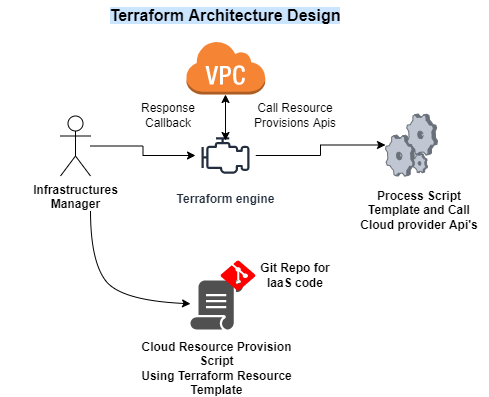 Terraform Architecture Design
VPC
Response
Callback
Call Resource
Provisions Apis
Infrastructures
Manager
Terraform engine
Process Script
Template and Call
Cloud provider Api's
Git Repo for
IaaS code
Cloud Resource Provision
Script
Using Terraform Resource
Template